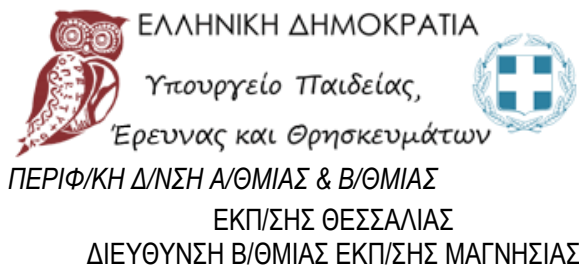 ΕΛΛΗΝΙΚΗ ΔΗΜΟΚΡΑΤΙΑ
Υπουργείο Παιδείας,
Έρευνας και Θρησκευμάτων
ΠΕΡΙΦ/ΚΗ Δ/ΝΣΗ Α/ΘΜΙΑΣ & Β/ΘΜΙΑΣ
ΕΚΠ/ΣΗΣ ΘΕΣΣΑΛΙΑΣ
ΔΙΕΥΘΥΝΣΗ Β/ΘΜΙΑΣ ΕΚΠ/ΣΗΣ ΜΑΓΝΗΣΙΑΣ